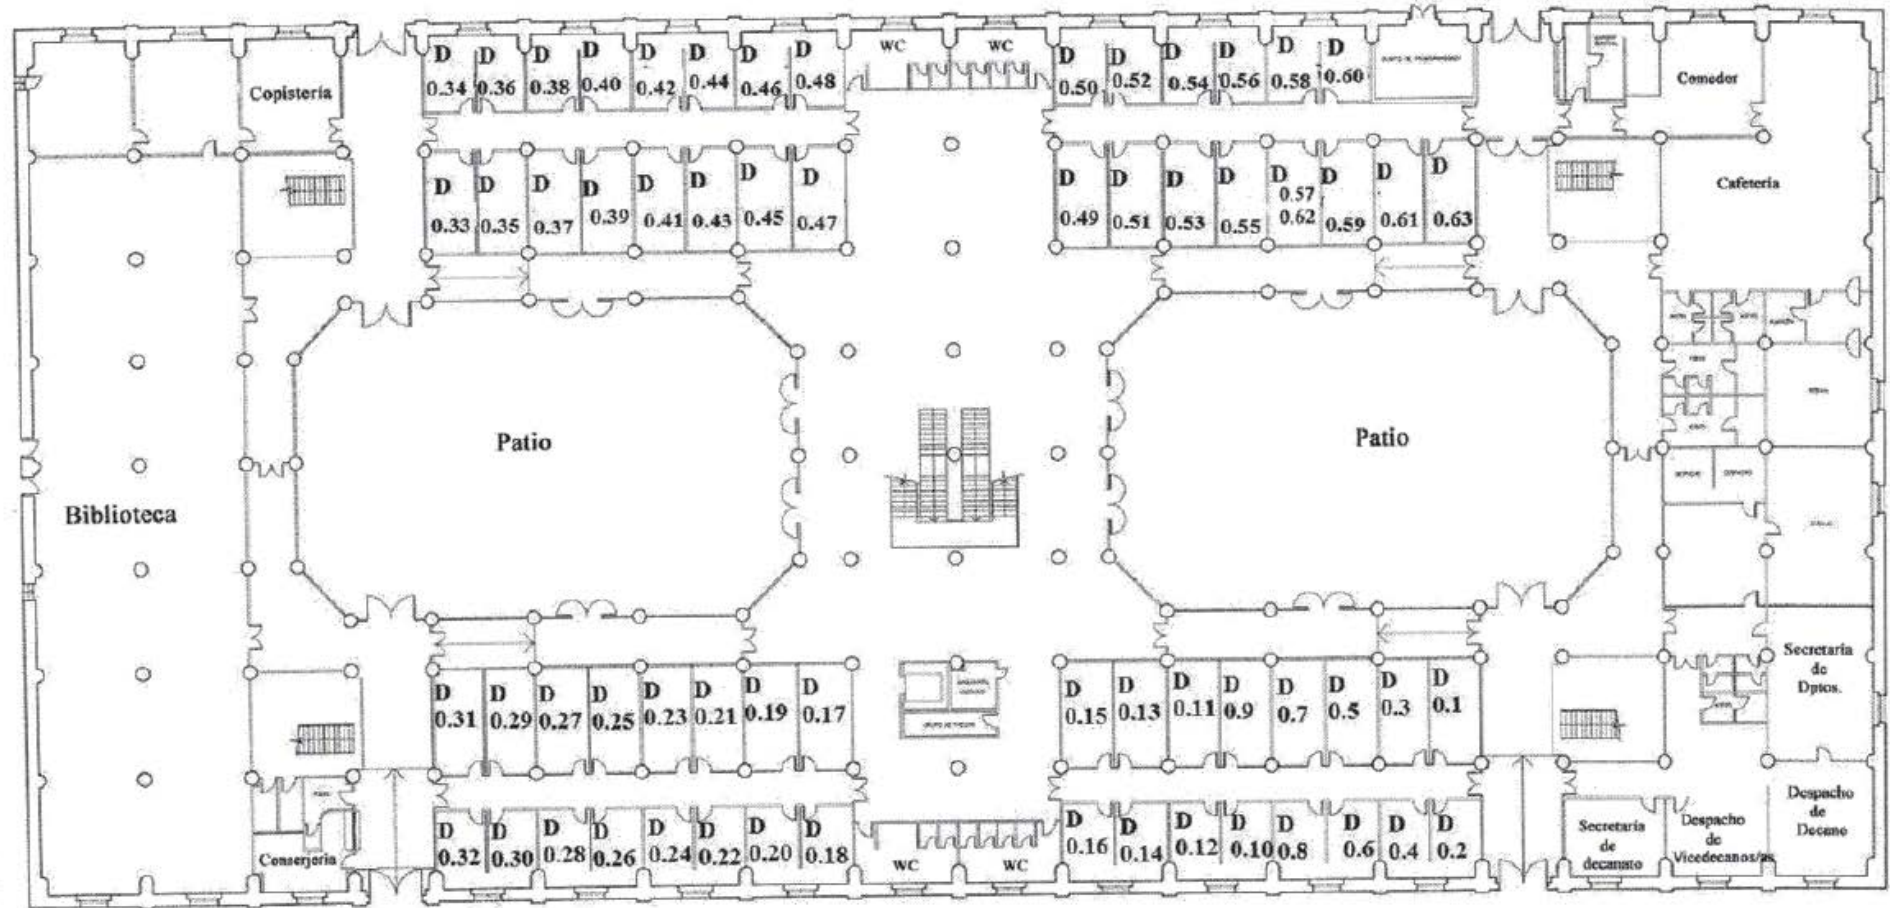 Copistería
D 0.34
D 0.36
D 0.38
D 0.40
D 0.42
D 0.44
D 0.46
D 0.48
WC
WC
D 0.50
D 0.52
D 0.54
D 0.56
D 0.58
D 0.60
Comedor
D 0.33
D 0.35
D 0.37
D 0.39
D 0.41
D 0.43
D 0.45
D 0.47
D 0.49
D 0.51
D 0.53
D 0.55
D 0.57
0.62
D 0.59
D 0.61
D 0.63
Cafetería
Patio
Patio
Biblioteca
D 0.31
D 0.29
D 0.27
D 0.25
D 0.23
D 0.21
D 0.19
D 0.17
D 0.15
D 0.13
D 0.11
D 0.9
D 0.7
D 0.5
D 0.3
D 0.1
Secretaría
de
Dptos.
Conserjería
D 0.32
D 0.30
D 0.28
D 0.26
D 0.24
D 0.22
D 0.20
D 0.18
WC
WC
D 0.16
D 0.14
D 0.12
D 0.10
D 0.8
D 0.6
D 0.4
D 0.2
Secretaría
de
decanato
Despacho
de
Vicedecanos/as
Despacho
de
Decano